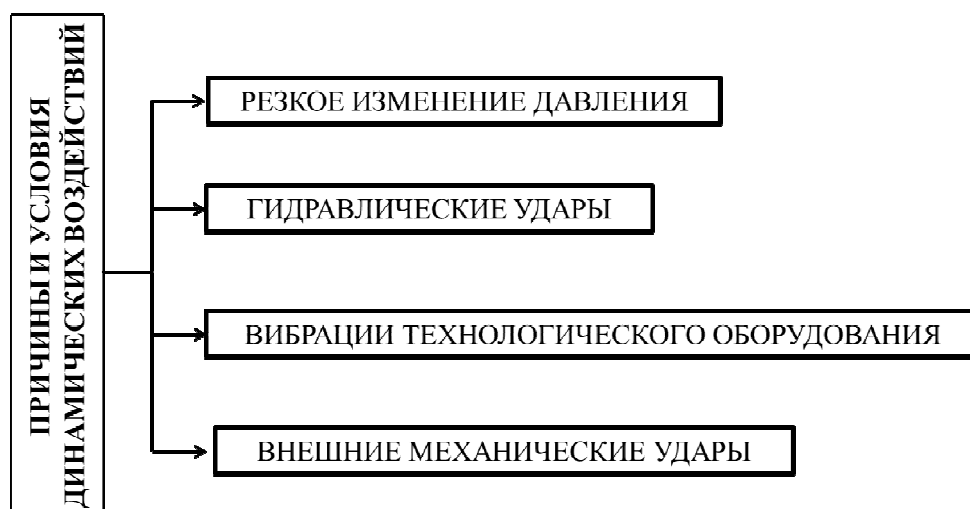 ПРИЧИНЫ И УСЛОВИЯ
ДИНАМИЧЕСКИХ ВОЗДЕЙСТВИЙ
РЕЗКОЕ ИЗМЕНЕНИЕ ДАВЛЕНИЯ
ГИДРАВЛИЧЕСКИЕ УДАРЫ
ВИБРАЦИИ ТЕХНОЛОГИЧЕСКОГО ОБОРУДОВАНИЯ
ВНЕШНИЕ МЕХАНИЧЕСКИЕ УДАРЫ